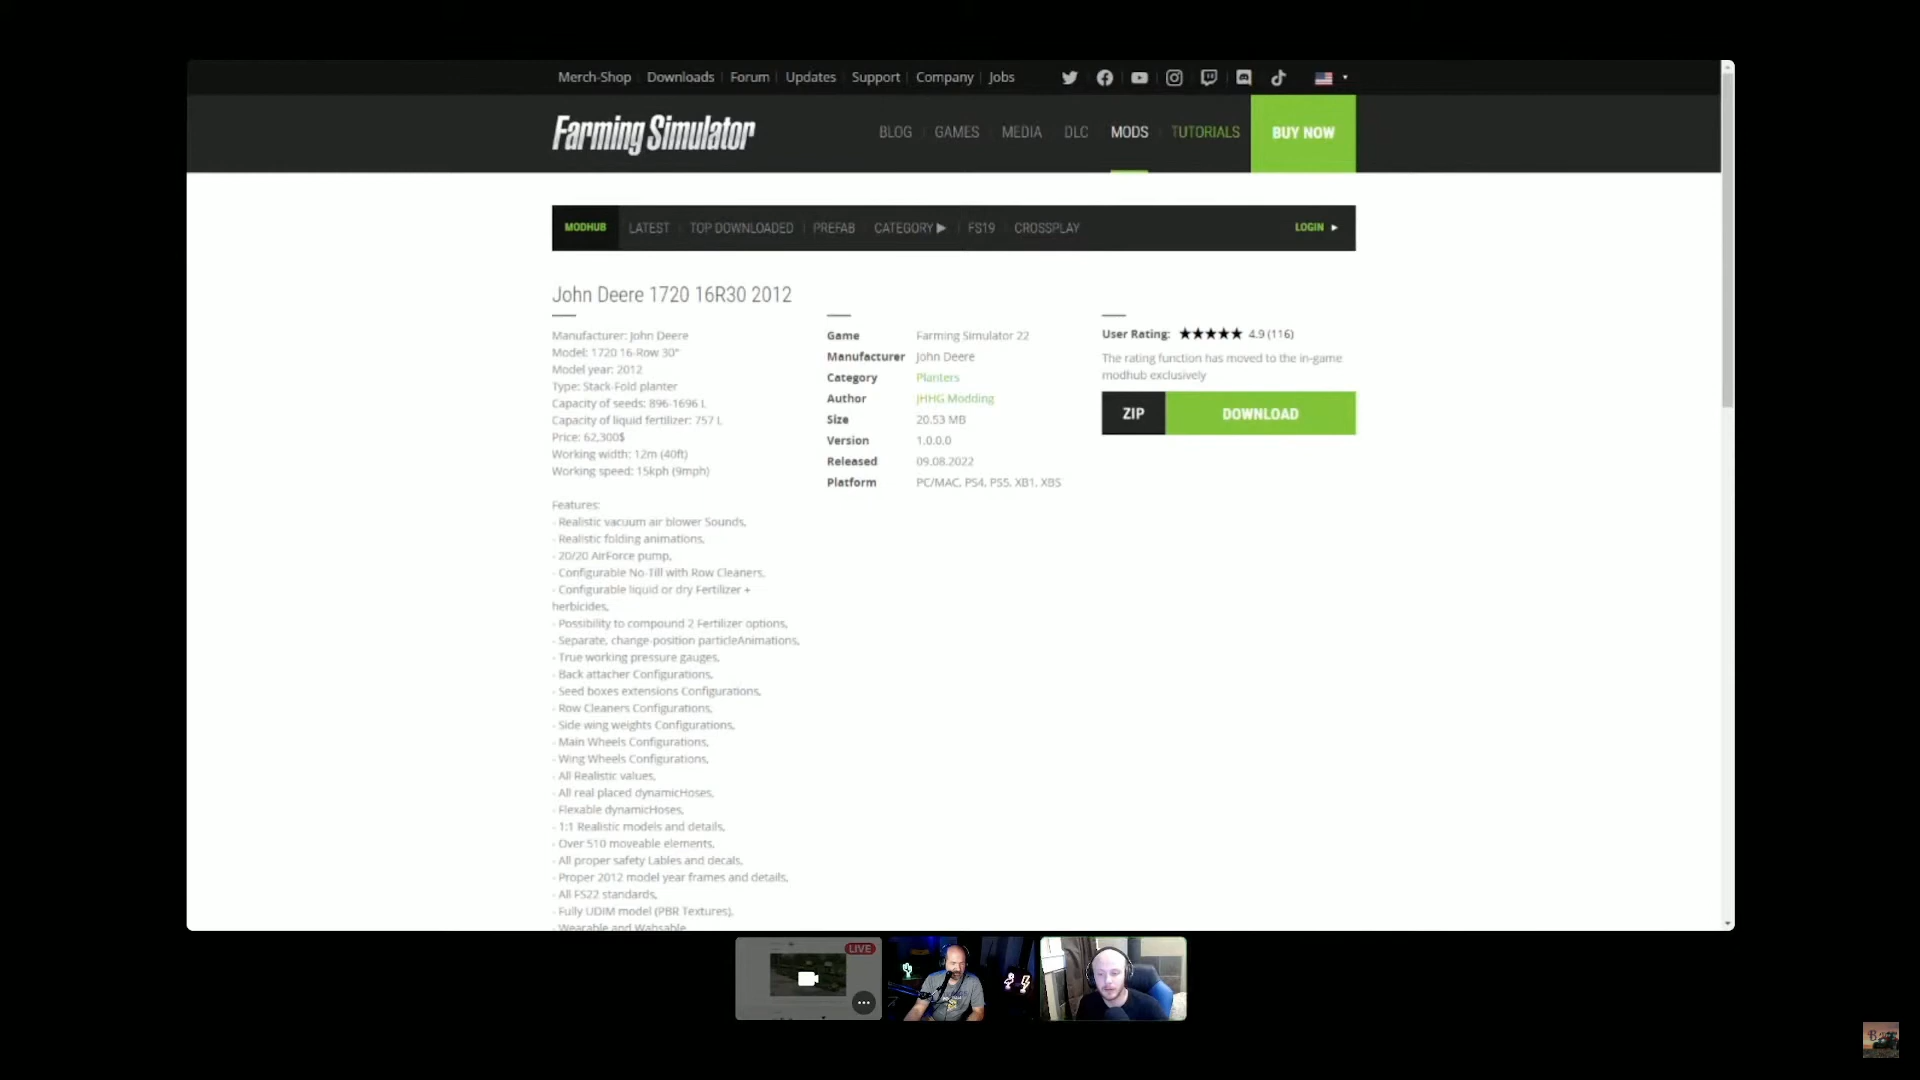 Merch-Shop Downloads Forum Updates Support Company Jobs
Farming Simulator
BLOG GAMES MEDIA DLC MODS TUTORIALS BUY NOW
MODHUB LATEST TOP DOWNLOADED PREFAB CATEGORY ▶ FS19 CROSSPLAY LOGIN ►
John Deere 1720 16R30 2012
Manufacturer: John Deere
Model: 1720 16-Row 30"
Model year: 2012
Type: Stack-Fold planter
Capacity of seeds: 896-1696 L
Capacity of liquid fertilizer: 757 L
Price: 62,300$
Working width: 12m (40ft)
Working speed: 15kph (9mph)
Features:
- Realistic vacuum air blower Sounds,
- Realistic folding animations,
- 20/20 AirForce pump,
- Configurable No-Till with Row Cleaners,
- Configurable liquid or dry Fertilizer +
herbicides,
- Possibility to compound 2 Fertilizer options,
- Separate, change-position particleAnimations,
- True working pressure gauges,
- Back attacher Configurations,
- Seed boxes extensions Configurations,
- Row Cleaners Configurations,
- Side wing weights Configurations,
- Main Wheels Configurations,
- Wing Wheels Configurations,
- All Realistic values,
- All real placed dynamicHoses,
- Flexable dynamicHoses,
- 1:1 Realistic models and details,
- Over 510 moveable elements,
- All proper safety Lables and decals,
- Proper 2012 model year frames and details,
- All FS22 standards,
- Fully UDIM model (PBR Textures).
- Wearable and Wahsable
Game Farming Simulator 22
Manufacturer John Deere
Category Planters
Author JHHG Modding
Size 20.53 MB
Version 1.0.0.0
Released 09.08.2022
Platform PC/MAC, PS4, PS5, XB1, XBS
User Rating: ★★★★★ 4.9 (116)
The rating function has moved to the in-game
modhub exclusively
ZIP DOWNLOAD
LIVE